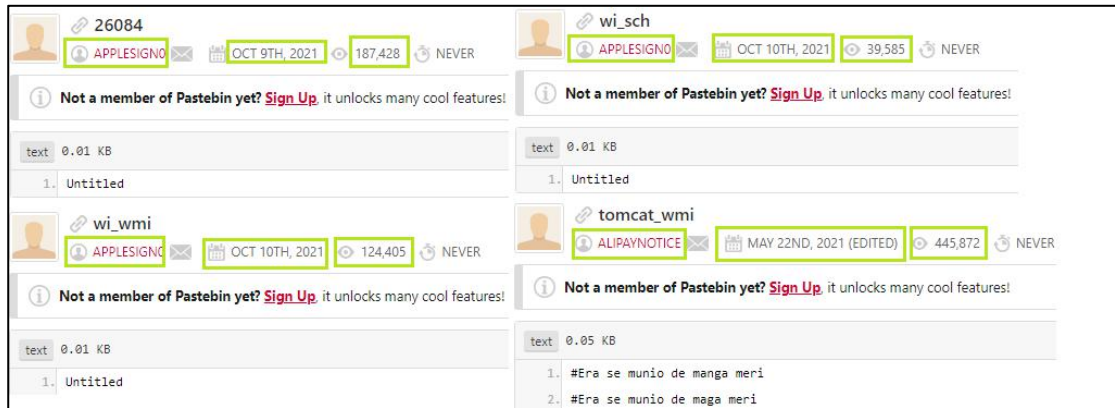 26084
APPLESIGN0 OCT 9TH, 2021 187,428 NEVER
Not a member of Pastebin yet? Sign Up, it unlocks many cool features!
text 0.01 KB
1. Untitled
wi_sch
APPLESIGN0 OCT 10TH, 2021 39,585 NEVER
Not a member of Pastebin yet? Sign Up, it unlocks many cool features!
text 0.01 KB
1. Untitled
wi_wmi
APPLESIGN0 OCT 10TH, 2021 124,405 NEVER
Not a member of Pastebin yet? Sign Up, it unlocks many cool features!
text 0.01 KB
1. Untitled
tomcat_wmi
ALIPAYNOTICE MAY 22ND, 2021 (EDITED) 445,872 NEVER
Not a member of Pastebin yet? Sign Up, it unlocks many cool features!
text 0.05 KB
1. #Era se munio de manga meri
2. #Era se munio de maga meri